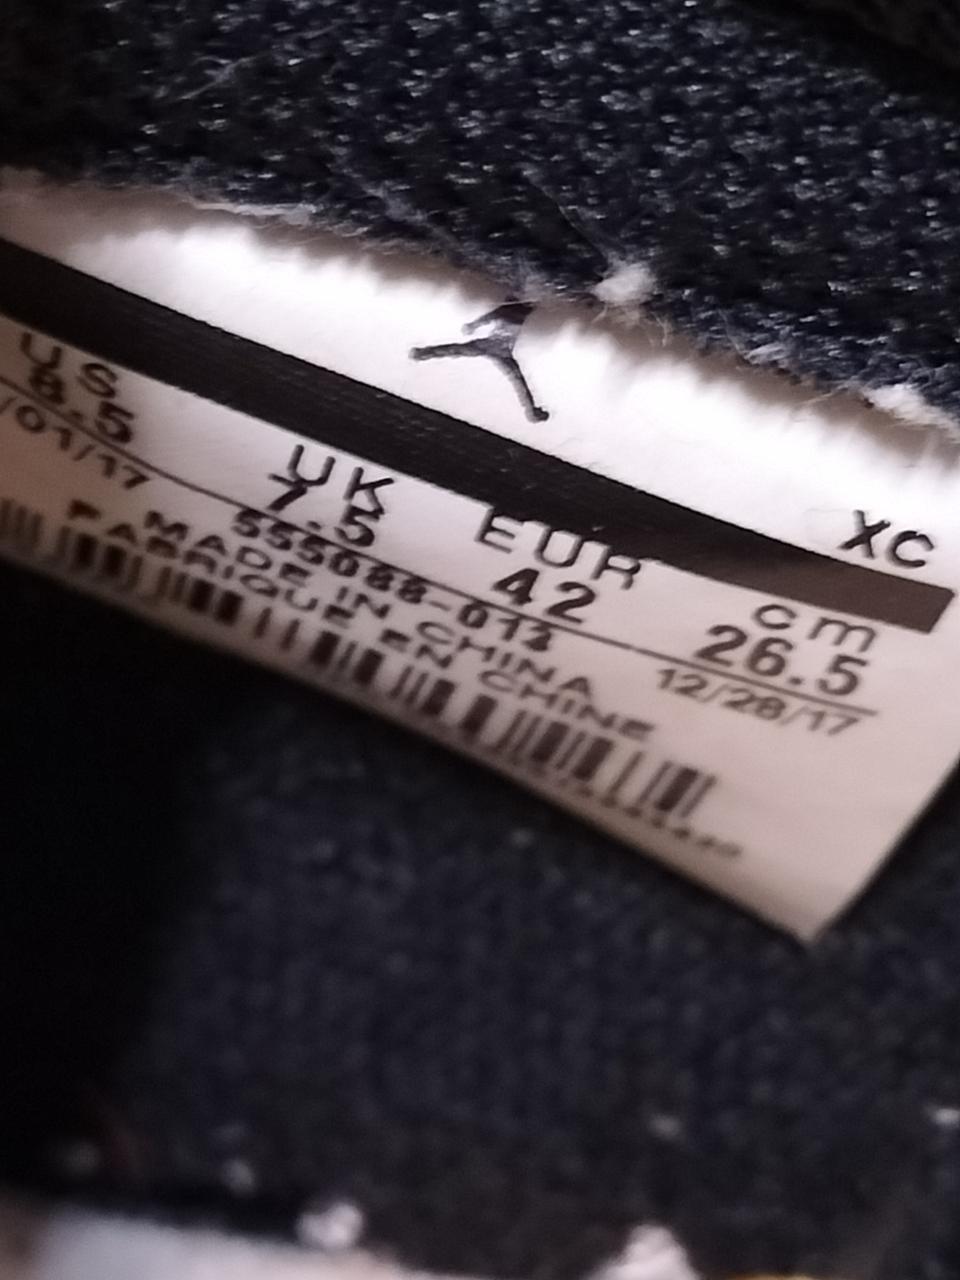 XC
US UK EUR cm
8.5 7.5 42 26.5
/01/17 555088-013 12/28/17
MADE IN CHINA
FABRIQUE EN CHINE